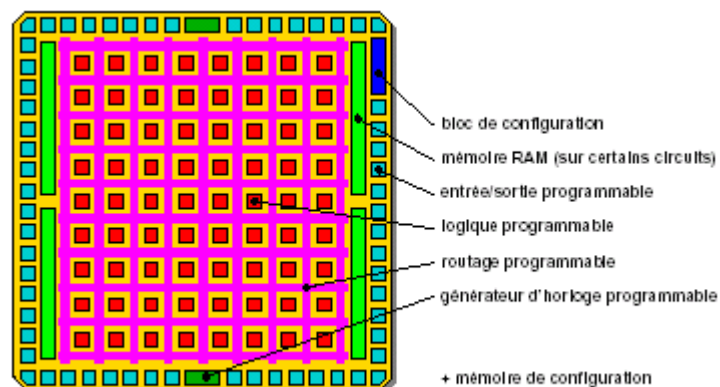 bloc de configuration
mémoire RAM (sur certains circuits)
entrée/sortie programmable
logique programmable
routage programmable
générateur d'horloge programmable
+ mémoire de configuration